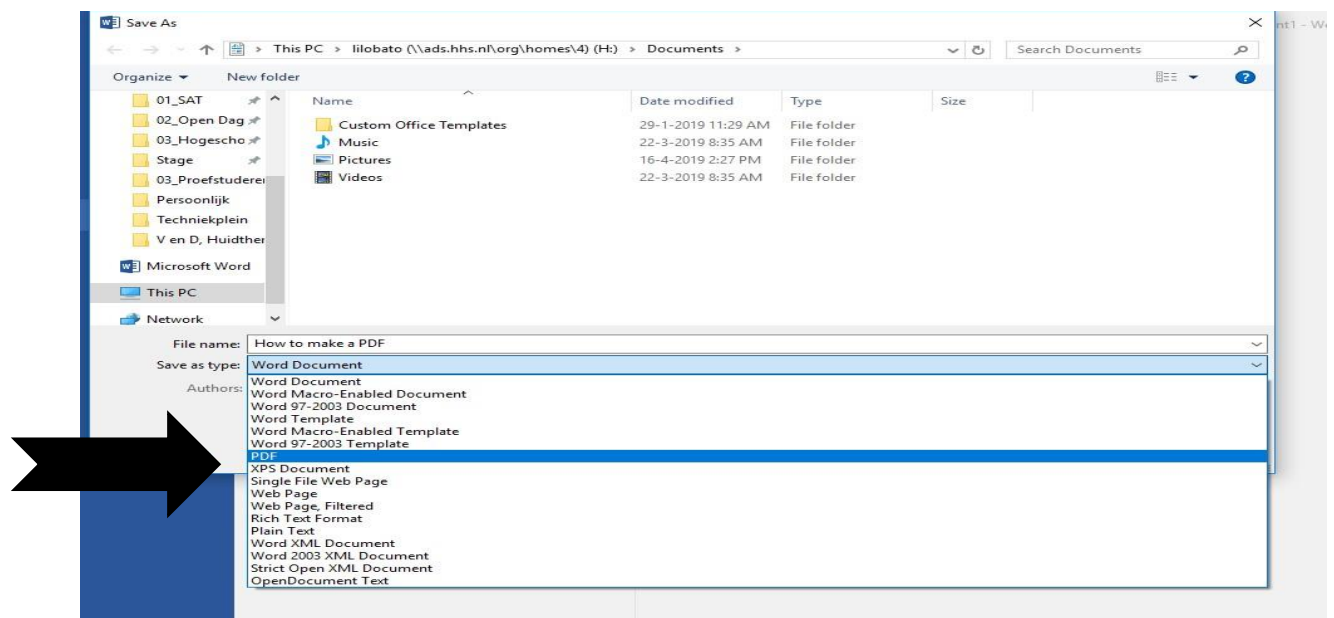 Save As
nt1 - W
This PC > lilobato (\\ads.hhs.nl\org\homes\4) (H:) > Documents >
Search Documents
Organize
New folder
Name
Date modified
Type
Size
01_SAT
02_Open Dag
03_Hogescho
Stage
03_Proefstuderen
Persoonlijk
Techniekplein
V en D, Huidther
Microsoft Word
This PC
Network
Custom Office Templates 29-1-2019 11:29 AM File folder
Music 22-3-2019 8:35 AM File folder
Pictures 16-4-2019 2:27 PM File folder
Videos 22-3-2019 8:35 AM File folder
File name: How to make a PDF
Save as type: Word Document
Authors:
Word Document
Word Macro-Enabled Document
Word 97-2003 Document
Word Template
Word Macro-Enabled Template
Word 97-2003 Template
PDF
XPS Document
Single File Web Page
Web Page
Web Page, Filtered
Rich Text Format
Plain Text
Word XML Document
Word 2003 XML Document
Strict Open XML Document
OpenDocument Text